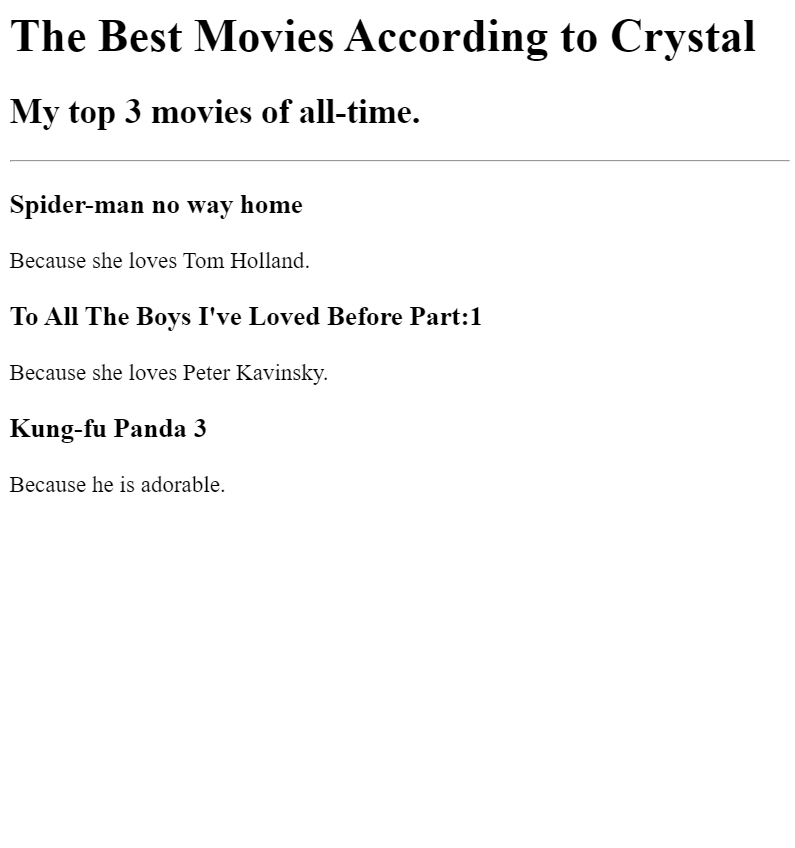 The Best Movies According to Crystal
My top 3 movies of all-time.
Spider-man no way home
Because she loves Tom Holland.
To All The Boys I've Loved Before Part:1
Because she loves Peter Kavinsky.
Kung-fu Panda 3
Because he is adorable.